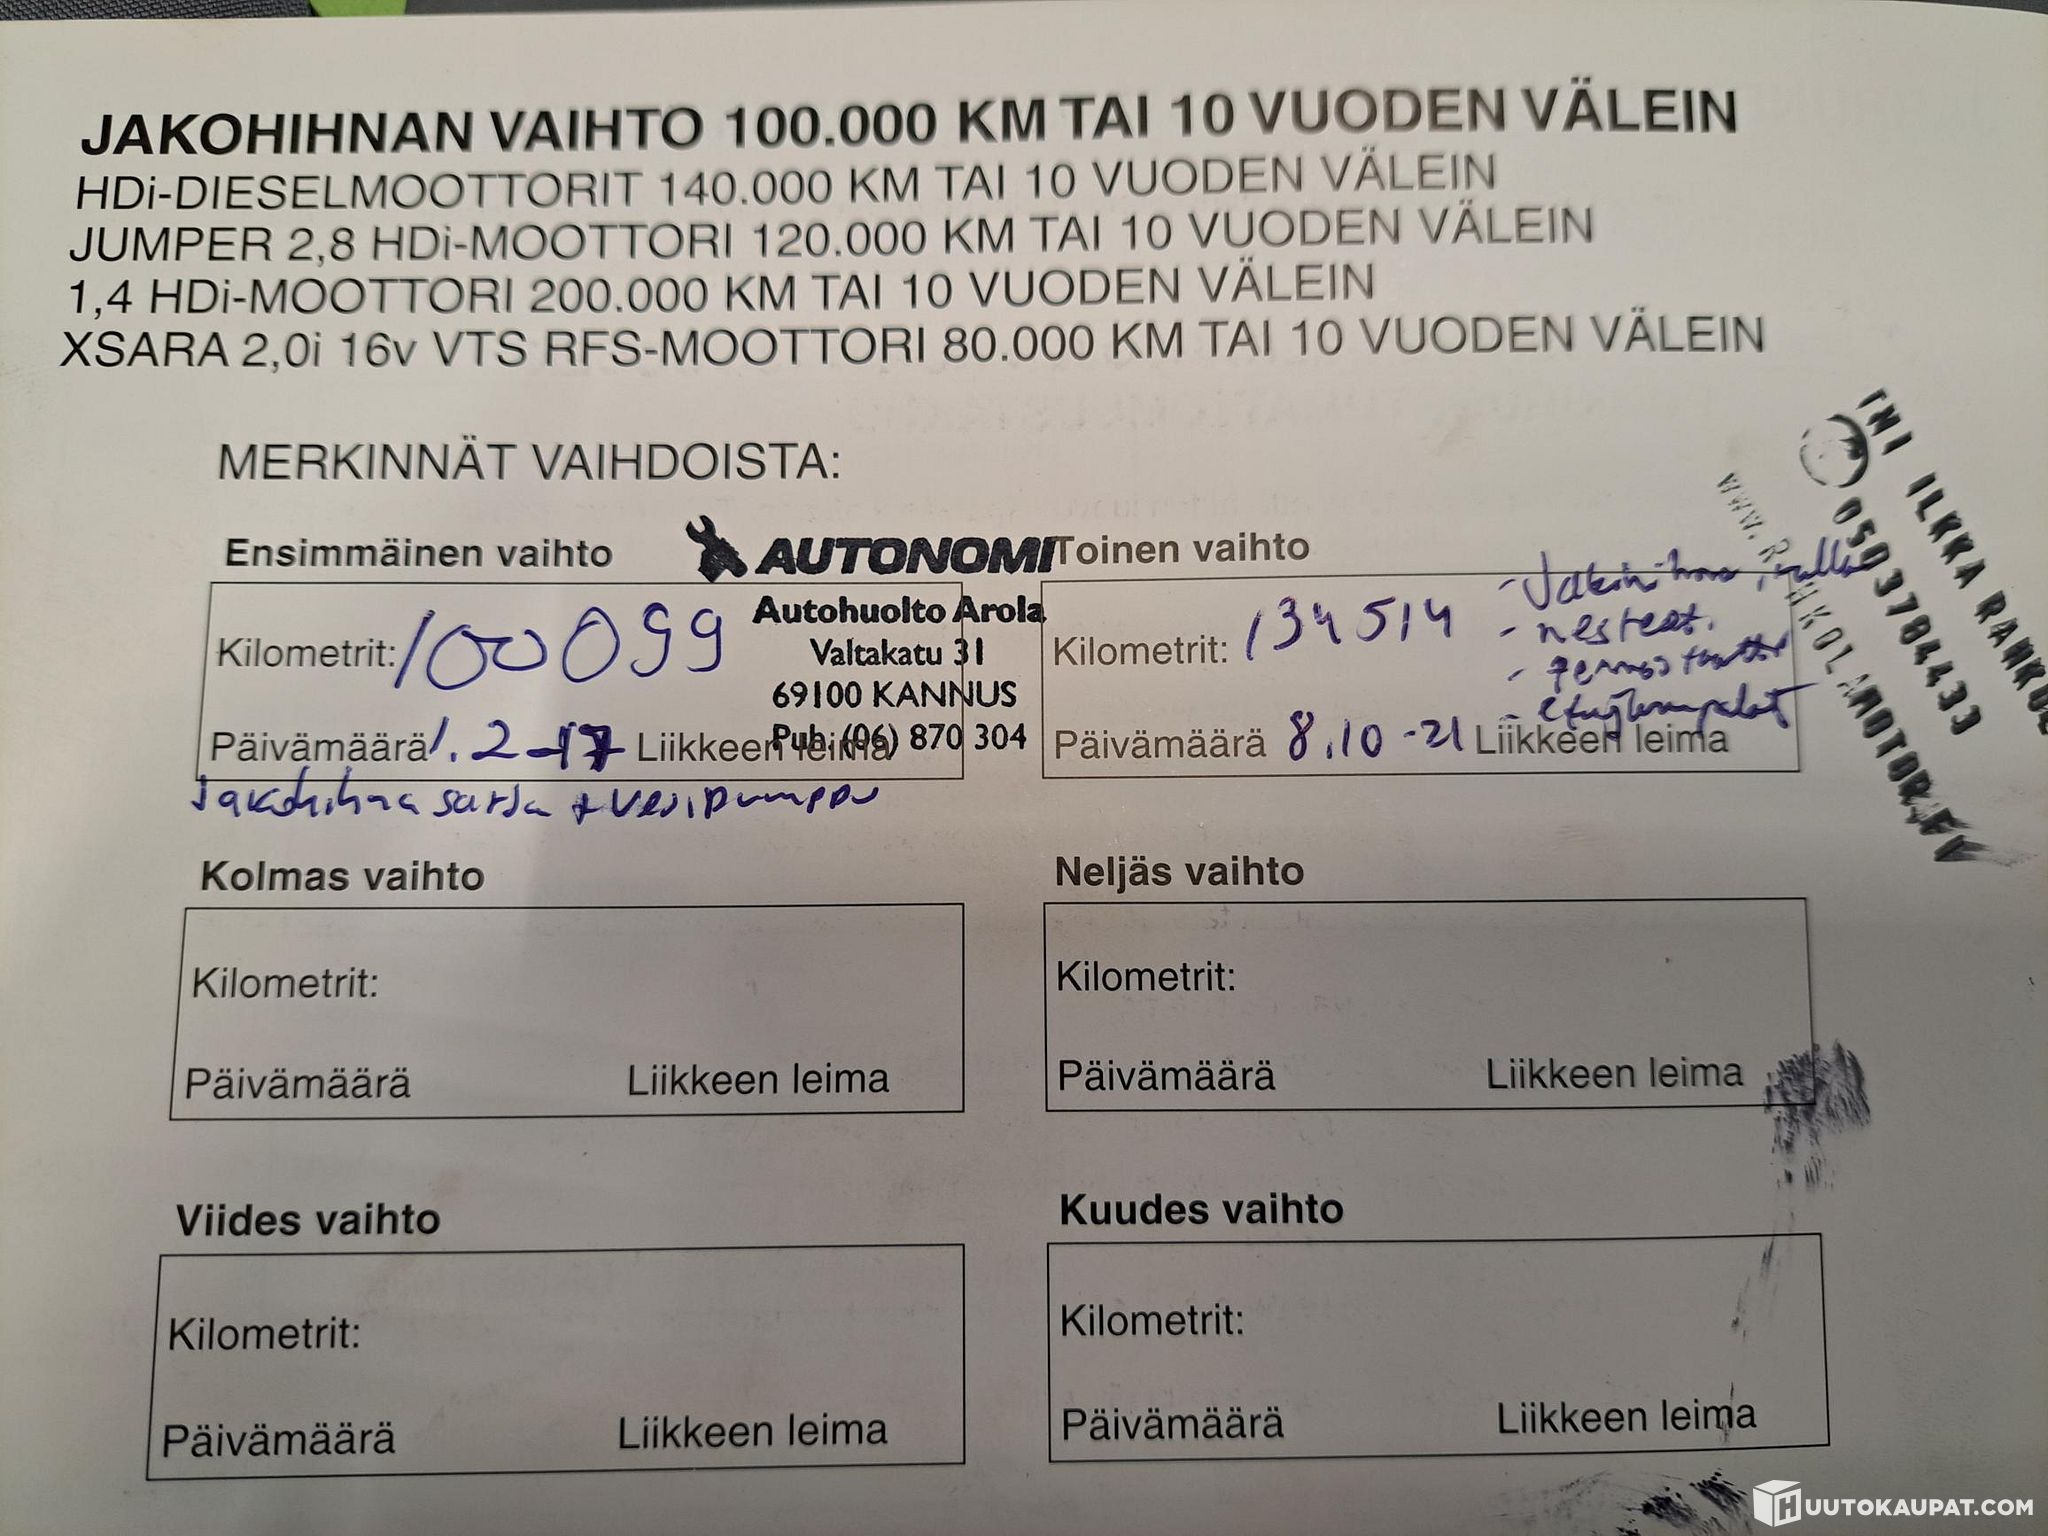 JAKOHIHNAN VAIHTO 100.000 KM TAI 10 VUODEN VÄLEIN
HDi-DIESELMOOTTORIT 140.000 KM TAI 10 VUODEN VÄLEIN
JUMPER 2,8 HDi-MOOTTORI 120.000 KM TAI 10 VUODEN VÄLEIN
1,4 HDi-MOOTTORI 200.000 KM TAI 10 VUODEN VÄLEIN
XSARA 2,0i 16v VTS RFS-MOOTTORI 80.000 KM TAI 10 VUODEN VÄLEIN
MERKINNÄT VAIHDOISTA:
Ensimmäinen vaihto
AUTONOMI
Autohuolto Arola
Valtakatu 31
69100 KANNUS
Puh. (06) 870 304
Kilometrit: 100099
Päivämäärä 1.2-17 Liikkeen leima
Jakohihnasarja + vesipumppu
Toinen vaihto
Kilometrit: 134514
- nesteet.
Päivämäärä 8.10-21 Liikkeen leima
TMI ILKKA
050 3784433
Kolmas vaihto
Kilometrit:
Päivämäärä Liikkeen leima
Neljäs vaihto
Kilometrit:
Päivämäärä Liikkeen leima
Viides vaihto
Kilometrit:
Päivämäärä Liikkeen leima
Kuudes vaihto
Kilometrit:
Päivämäärä Liikkeen leima
HUUTOKAUPAT.COM